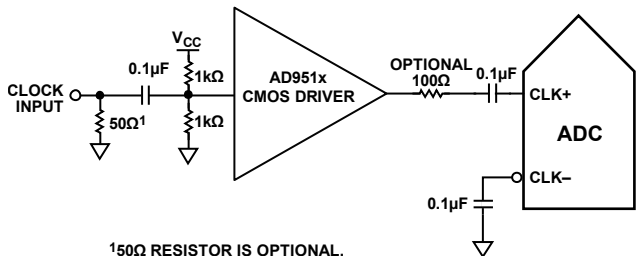 VCC
0.1µF
1kΩ
CLOCK
INPUT
50Ω¹
1kΩ
AD951x
CMOS DRIVER
OPTIONAL
100Ω
0.1µF
CLK+
ADC
CLK–
0.1µF
¹50Ω RESISTOR IS OPTIONAL.